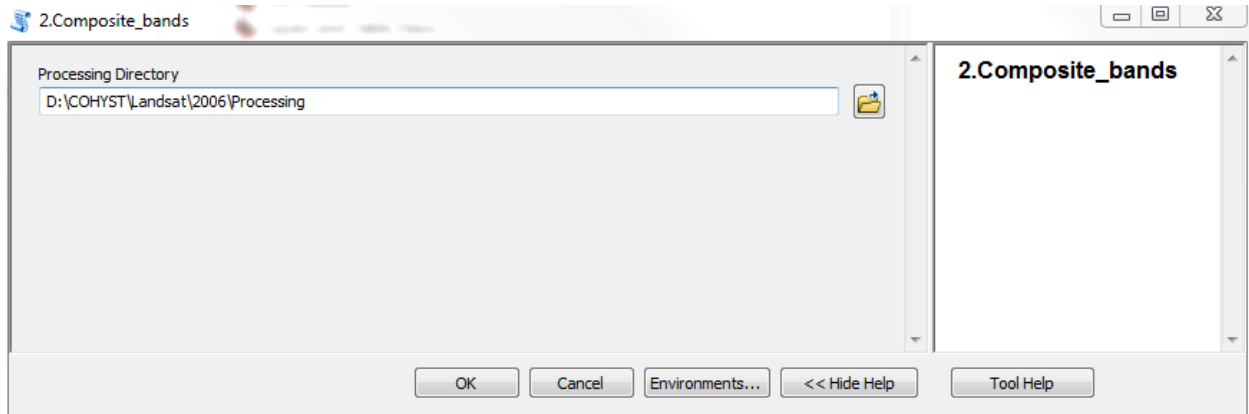 2.Composite_bands
Processing Directory
D:\COHYST\Landsat\2006\Processing
2.Composite_bands
OK
Cancel
Environments...
<< Hide Help
Tool Help